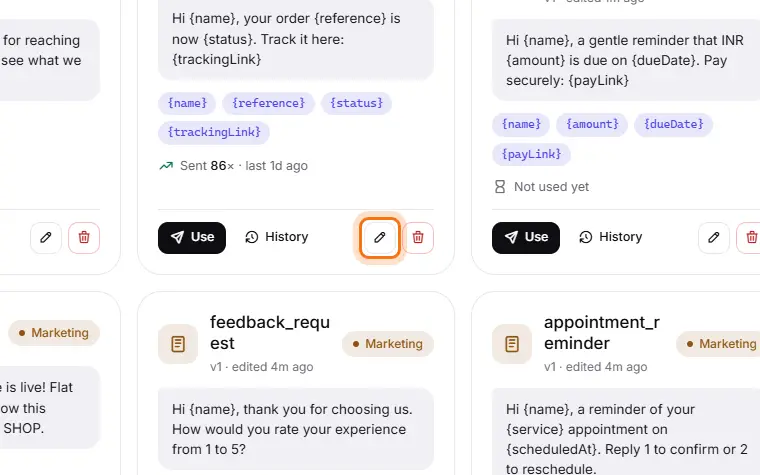 for reaching
see what we
Marketing
is live! Flat
ow this
SHOP.
Hi {name}, your order {reference} is
now {status}. Track it here:
{trackingLink}
{name} {reference} {status}
{trackingLink}
Sent 86× · last 1d ago
Use History
feedback_requ
est
Marketing
v1 · edited 4m ago
Hi {name}, thank you for choosing us.
How would you rate your experience
from 1 to 5?
Hi {name}, a gentle reminder that INR
{amount} is due on {dueDate}. Pay
securely: {payLink}
{name} {amount} {dueDate}
{payLink}
Not used yet
Use History
appointment_r
eminder
Marketing
v1 · edited 4m ago
Hi {name}, a reminder of your
{service} appointment on
{scheduledAt}. Reply 1 to confirm or 2
to reschedule.